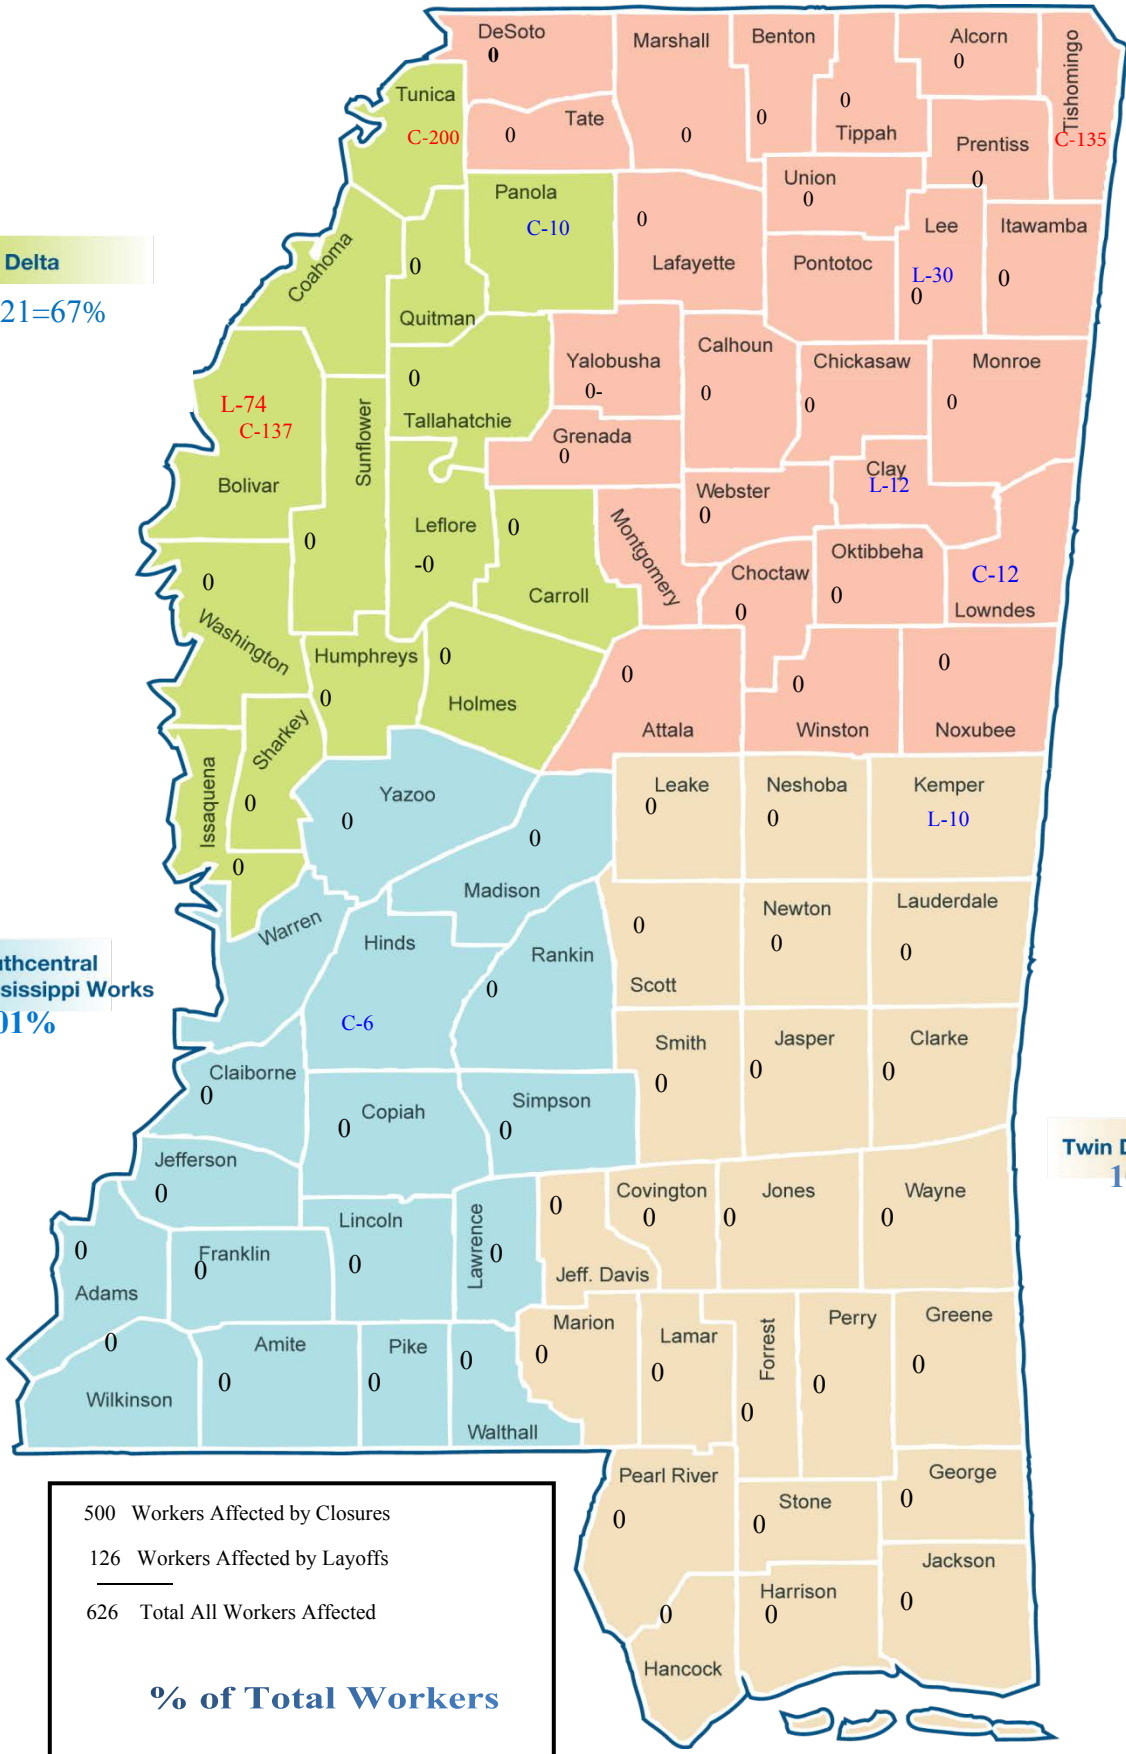 DeSoto
0
Marshall
0
Benton
0
Tippah
0
Alcorn
0
Tishomingo
C-135
Tunica
C-200
Tate
0
Prentiss
0
Panola
C-10
Union
0
Lafayette
0
Pontotoc
Lee
L-30
0
Itawamba
0
Delta
21=67%
Coahoma
Quitman
0
Yalobusha
0-
Calhoun
0
Chickasaw
0
Monroe
0
Tallahatchie
0
Bolivar
L-74
C-137
Sunflower
0
Grenada
0
Clay
L-12
Webster
0
Leflore
-0
Carroll
0
Montgomery
Choctaw
0
Oktibbeha
0
C-12
Lowndes
Washington
0
Humphreys
0
Holmes
0
Attala
0
Winston
0
Noxubee
0
Sharkey
0
Issaquena
0
Yazoo
0
Madison
0
Leake
0
Neshoba
0
Kemper
L-10
Warren
Hinds
C-6
Rankin
0
Scott
0
Newton
0
Lauderdale
0
uthcentral
sissippi Works
01%
Claiborne
0
Copiah
0
Simpson
0
Smith
0
Jasper
0
Clarke
0
Twin D
1
Jefferson
0
Adams
0
Franklin
0
Lincoln
0
Lawrence
0
Jeff. Davis
0
Covington
0
Jones
0
Wayne
0
Wilkinson
0
Amite
0
Pike
0
Walthall
0
Marion
0
Lamar
0
Forrest
0
Perry
0
Greene
0
Pearl River
0
Stone
0
George
0
Hancock
0
Harrison
0
Jackson
0
500 Workers Affected by Closures
126 Workers Affected by Layoffs
626 Total All Workers Affected
% of Total Workers